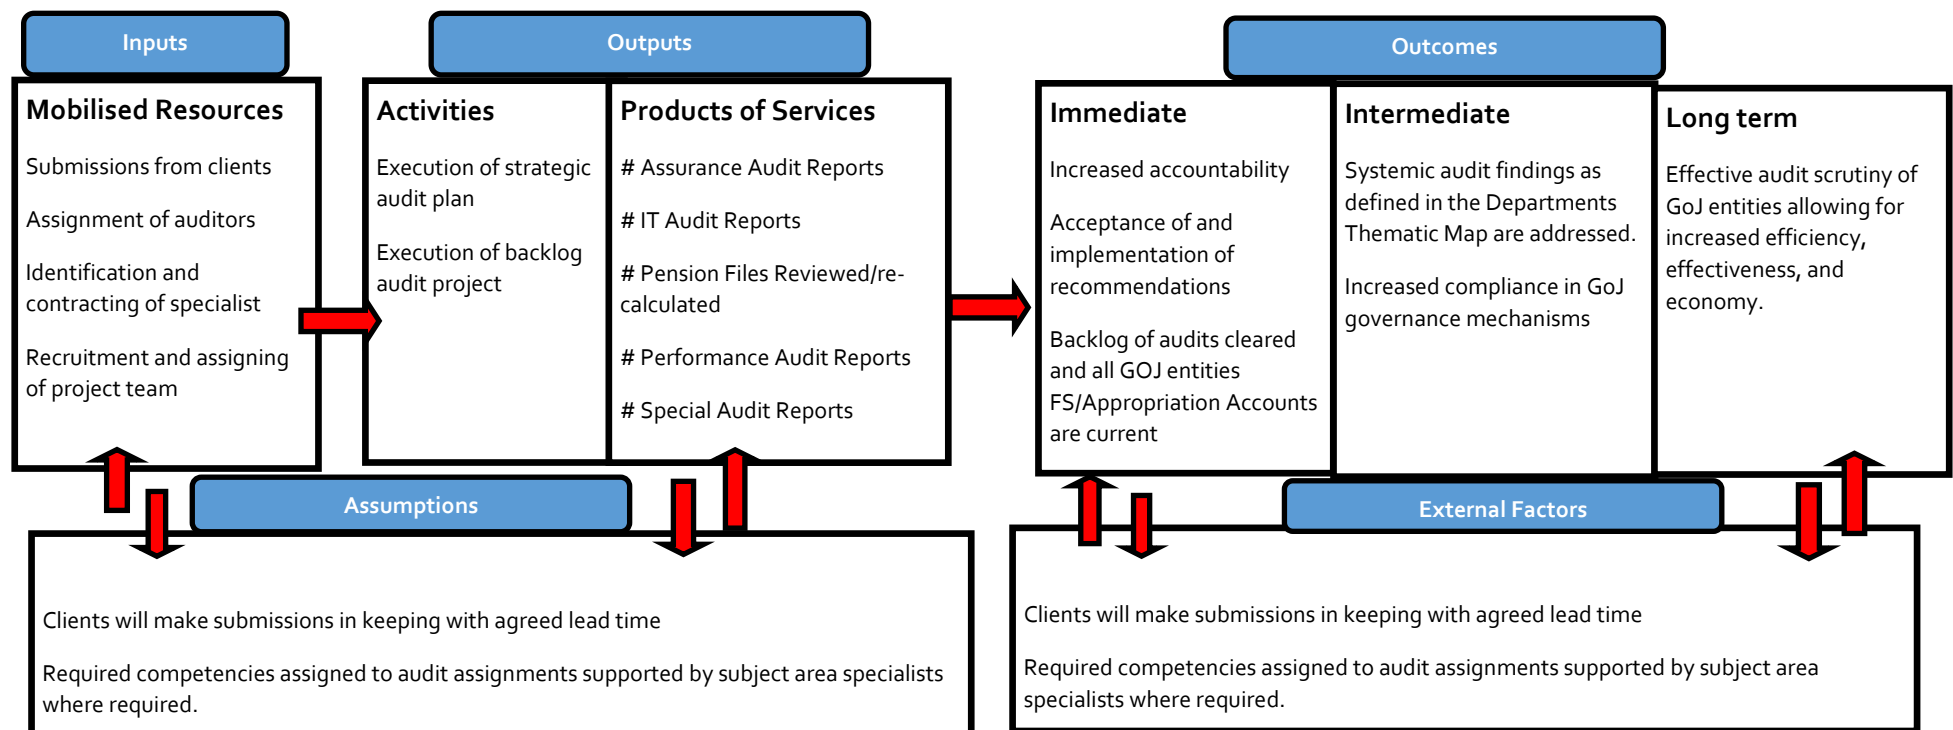 Inputs
Mobilised Resources
Submissions from clients
Assignment of auditors
Identification and
contracting of specialist
Recruitment and assigning
of project team
Outputs
Activities
Execution of strategic
audit plan
Execution of backlog
audit project
Products of Services
# Assurance Audit Reports
# IT Audit Reports
# Pension Files Reviewed/re-
calculated
# Performance Audit Reports
# Special Audit Reports
Outcomes
Immediate
Increased accountability
Acceptance of and
implementation of
recommendations
Backlog of audits cleared
and all GOJ entities
FS/Appropriation Accounts
are current
Intermediate
Systemic audit findings as
defined in the Departments
Thematic Map are addressed.
Increased compliance in GoJ
governance mechanisms
Long term
Effective audit scrutiny of
GoJ entities allowing for
increased efficiency,
effectiveness, and
economy.
Assumptions
Clients will make submissions in keeping with agreed lead time
Required competencies assigned to audit assignments supported by subject area specialists
where required.
External Factors
Clients will make submissions in keeping with agreed lead time
Required competencies assigned to audit assignments supported by subject area
specialists where required.